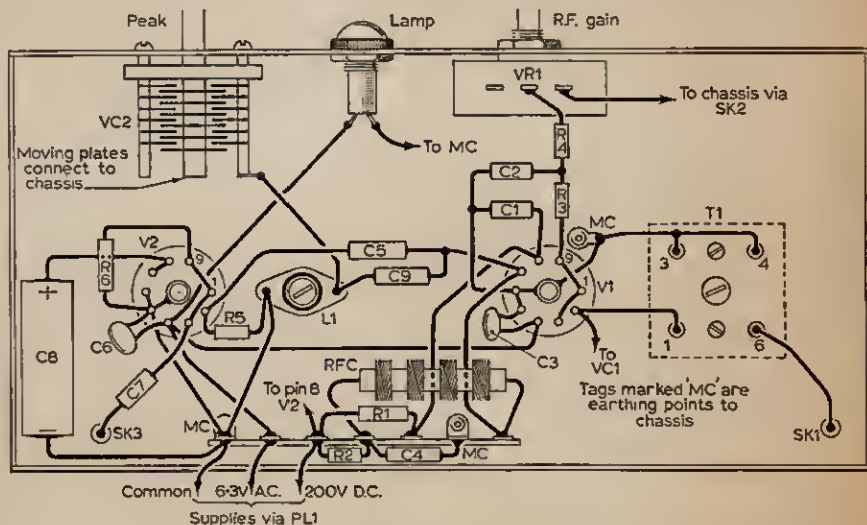 Peak
Lamp
R.F. gain
VR1
To chassis via
SK2
VC2
To MC
Moving plates
connect to
chassis
R4
C2
R3
C1
MC
T1
V2
9
R6
1
C5
C9
9
1
V1
3
4
L1
R5
C8
C6
C3
To
VC1
1
6
RFC
C7
To pin 8
V2
R1
Tags marked 'MC' are
earthing points to
chassis
SK3
MC
R2
C4
MC
SK1
Common
6·3V A.C.
200V D.C.
Supplies via PL1